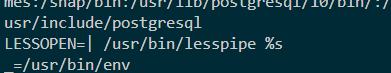 mes:/snap/bin:/usr/lib/postgresql/10/bin/:/
usr/include/postgresql
LESSOPEN=| /usr/bin/lesspipe %s
_=/usr/bin/env